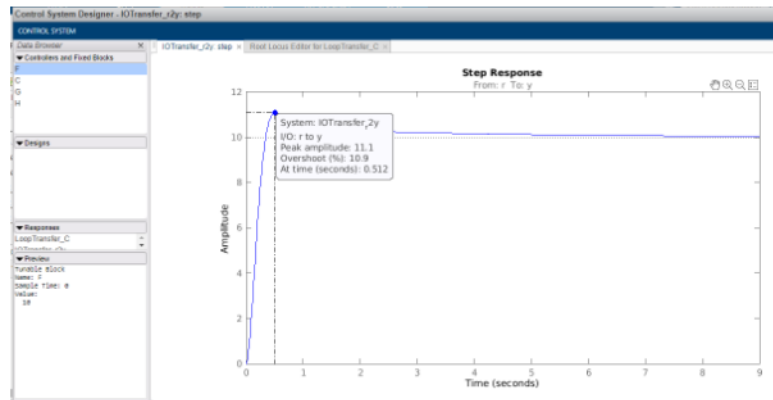 Control System Designer - IOTransfer_r2y: step
CONTROL SYSTEM
Data Browser
IOTransfer_r2y: step × Root Locus Editor for LoopTransfer_C ×
Controllers and Fixed Blocks
F
C
G
H
Designs
Responses
LoopTransfer_C
IOTransfer_r2y
Preview
Tunable Block
Name: F
Sample Time: 0
Value:
10
Step Response
From: r To: y
Amplitude
12
10
8
6
4
2
0
System: IOTransfer_r2y
I/O: r to y
Peak amplitude: 11.1
Overshoot (%): 10.9
At time (seconds): 0.512
0 1 2 3 4 5 6 7 8 9
Time (seconds)